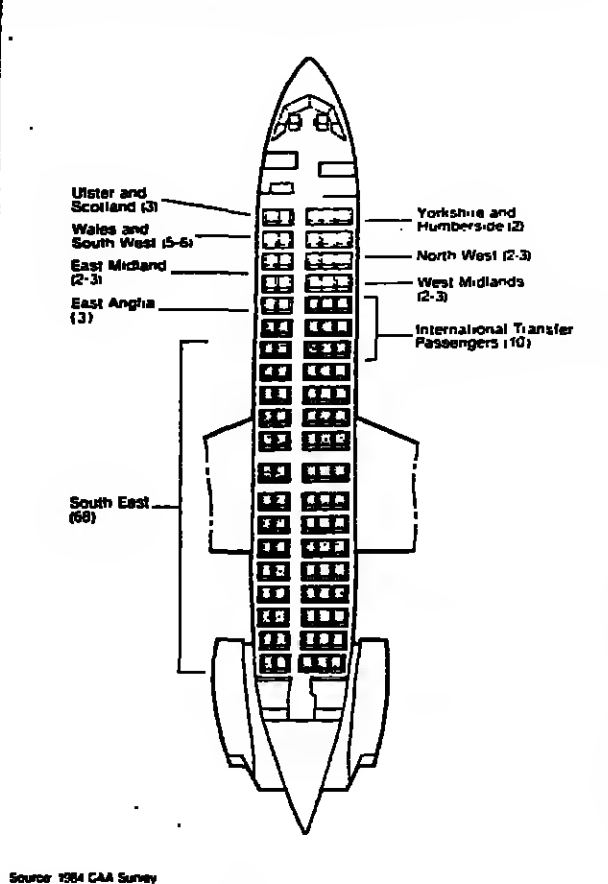 Ulster and
Scotland (3)
Wales and
South West (5-6)
East Midland
(2-3)
East Anglia
(3)
South East
(68)
Yorkshire and
Humberside (2)
North West (2-3)
West Midlands
(2-3)
International Transfer
Passengers (10)
Source: 1984 CAA Survey